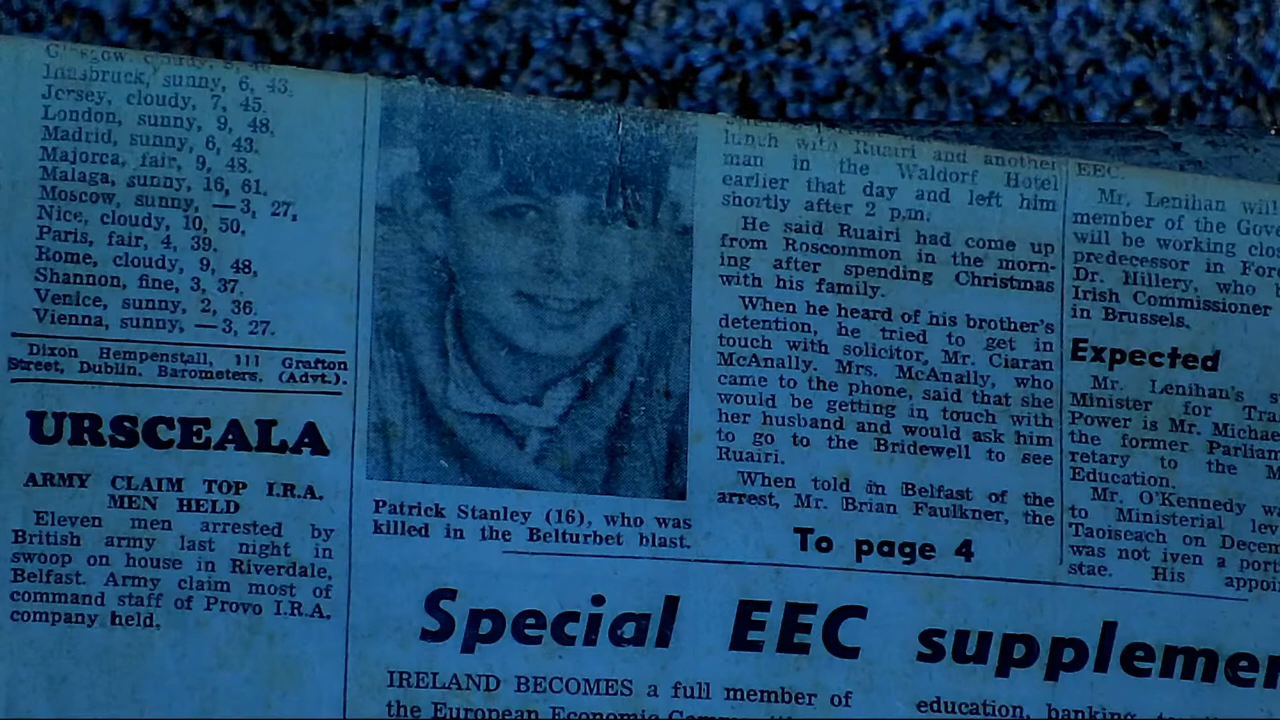 Glasgow, cloudy,
Innsbruck, sunny, 6, 43.
Jersey, cloudy, 7, 45.
London, sunny, 9, 48.
Madrid, sunny, 6, 43.
Majorca, fair, 9, 48.
Malaga, sunny, 16, 61.
Moscow, sunny, —3, 27,
Nice, cloudy, 10, 50.
Paris, fair, 4, 39.
Rome, cloudy, 9, 48,
Shannon, fine, 3, 37.
Venice, sunny, 2, 36.
Vienna, sunny, —3, 27.
Dixon Hempenstall, 111 Grafton
Street, Dublin. Barometers. (Advt.).
URSCEALA
ARMY CLAIM TOP I.R.A.
MEN HELD
Eleven men arrested by
British army last night in
swoop on house in Riverdale,
Belfast. Army claim most of
command staff of Provo I.R.A.
company held.
Patrick Stanley (16), who was
killed in the Belturbet blast.
lunch with Ruairi and another
man in the Waldorf Hotel
earlier that day and left him
shortly after 2 p.m.
He said Ruairi had come up
from Roscommon in the morn-
ing after spending Christmas
with his family.
When he heard of his brother's
detention, he tried to get in
touch with solicitor, Mr. Ciaran
McAnally. Mrs. McAnally, who
came to the phone, said that she
would be getting in touch with
her husband and would ask him
to go to the Bridewell to see
Ruairi.
When told in Belfast of the
arrest, Mr. Brian Faulkner, the
To page 4
EEC.
Mr. Lenihan will
member of the Gove
will be working clos
predecessor in For
Dr. Hillery, who
Irish Commissioner
in Brussels.
Expected
Mr. Lenihan's s
Minister for Tra
Power is Mr. Michae
the former Parliam
retary to the M
Education.
Mr. O'Kennedy wa
to Ministerial lev
Taoiseach on Decem
was not iven a port
stae. His appoi
Special EEC supplemen
IRELAND BECOMES a full member of
the European Economic
education, banking